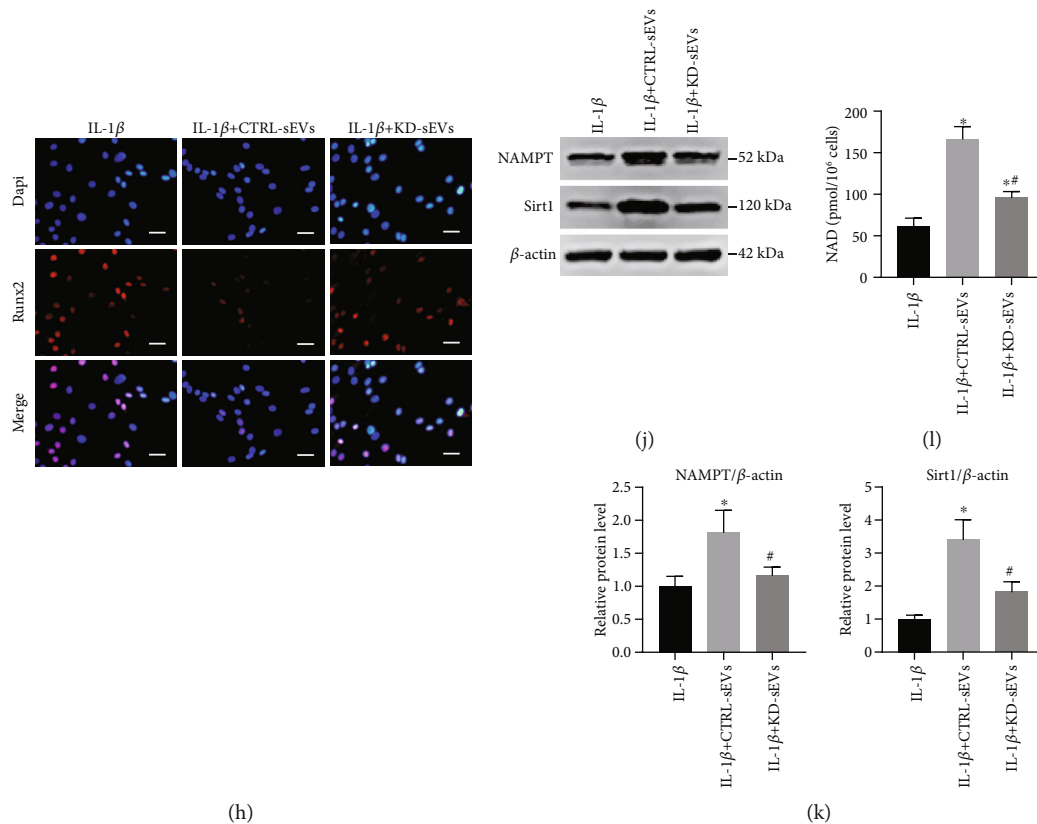 IL-1β
IL-1β+CTRL-sEVs
IL-1β+KD-sEVs
Dapi
Runx2
Merge
(h)
IL-1β
IL-1β+CTRL-sEVs
IL-1β+KD-sEVs
NAMPT
52 kDa
Sirt1
120 kDa
β-actin
42 kDa
(j)
NAD (pmol/10⁶ cells)
200
150
100
50
0
*
*#
IL-1β
IL-1β+CTRL-sEVs
IL-1β+KD-sEVs
(l)
NAMPT/β-actin
Relative protein level
2.5
2.0
1.5
1.0
0.5
0.0
*
#
IL-1β
IL-1β+CTRL-sEVs
IL-1β+KD-sEVs
Sirt1/β-actin
Relative protein level
5
4
3
2
1
0
*
#
IL-1β
IL-1β+CTRL-sEVs
IL-1β+KD-sEVs
(k)